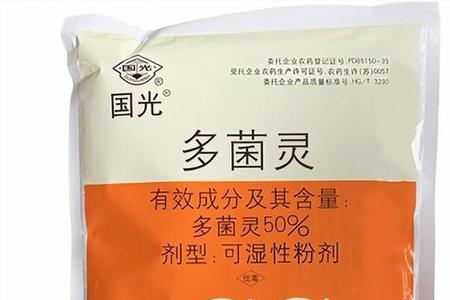 委托企业农药登记证号:PD85150-35
受托企业农药生产许可证号:农药生许(苏)0057
委托企业产品质量标准号:HG/T 3290
国光
®
国光®
多菌灵
有效成分及其含量:
多菌灵50%
剂型:可湿性粉剂
低毒